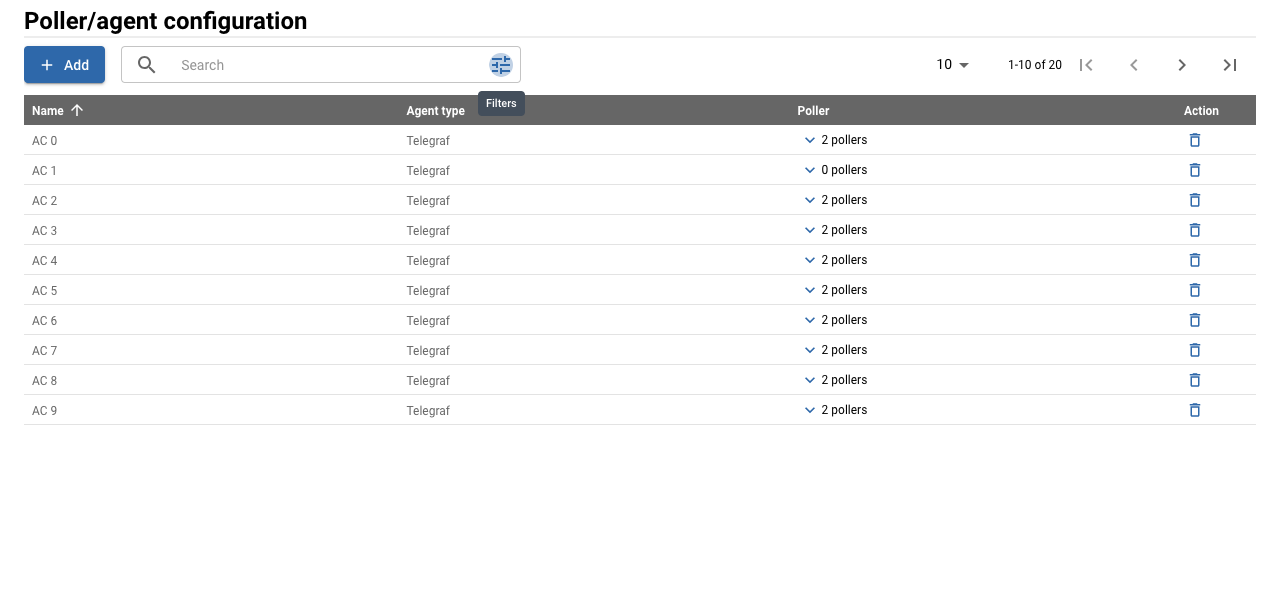 Poller/agent configuration
Add
Search
10
1-10 of 20
Filters
Name Agent type Poller Action
AC 0 Telegraf 2 pollers
AC 1 Telegraf 0 pollers
AC 2 Telegraf 2 pollers
AC 3 Telegraf 2 pollers
AC 4 Telegraf 2 pollers
AC 5 Telegraf 2 pollers
AC 6 Telegraf 2 pollers
AC 7 Telegraf 2 pollers
AC 8 Telegraf 2 pollers
AC 9 Telegraf 2 pollers